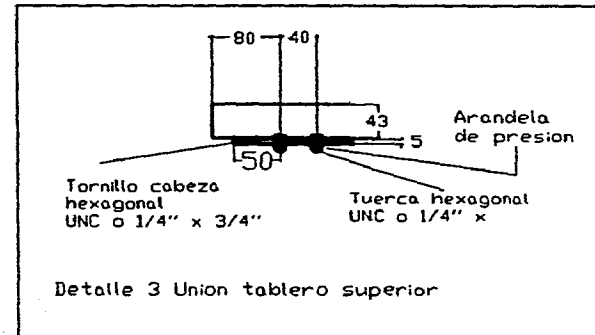 80
40
43
5
50
Arandela
de presion
Tornillo cabeza
hexagonal
UNC o 1/4" x 3/4"
Tuerca hexagonal
UNC o 1/4" x
Detalle 3 Union tablero superior